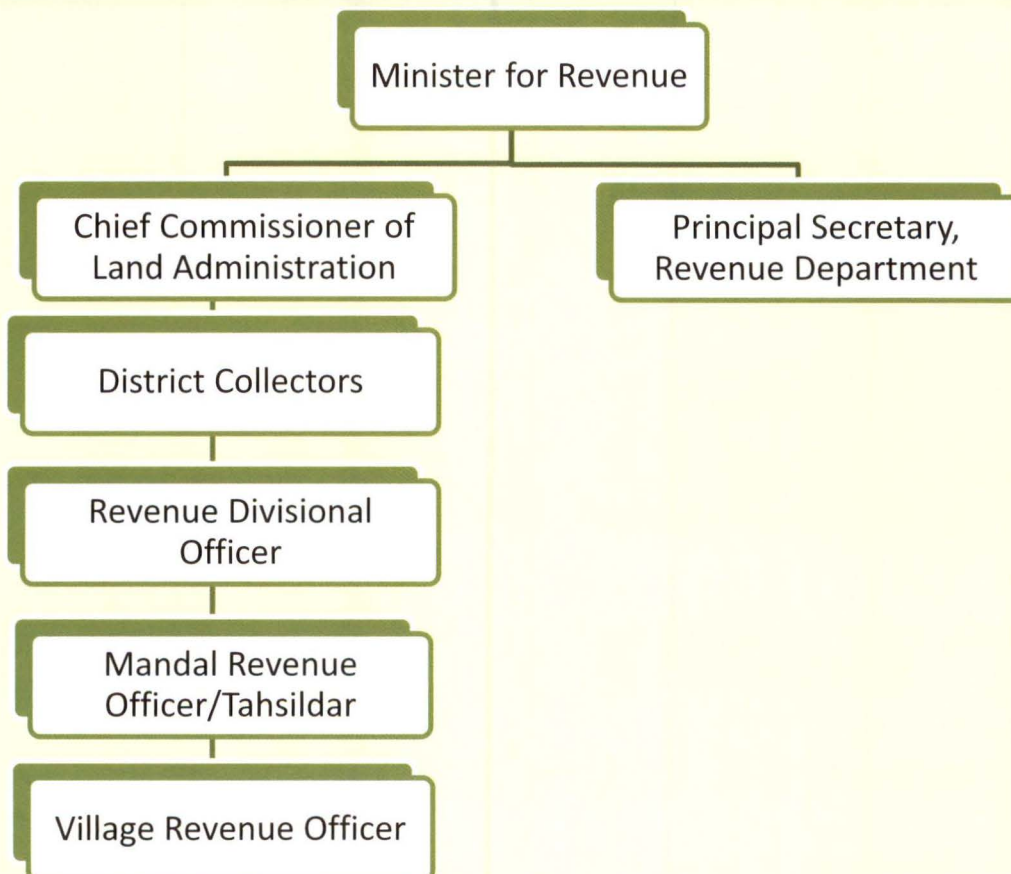 Minister for Revenue
Chief Commissioner of
Land Administration
Principal Secretary,
Revenue Department
District Collectors
Revenue Divisional
Officer
Mandal Revenue
Officer/Tahsildar
Village Revenue Officer